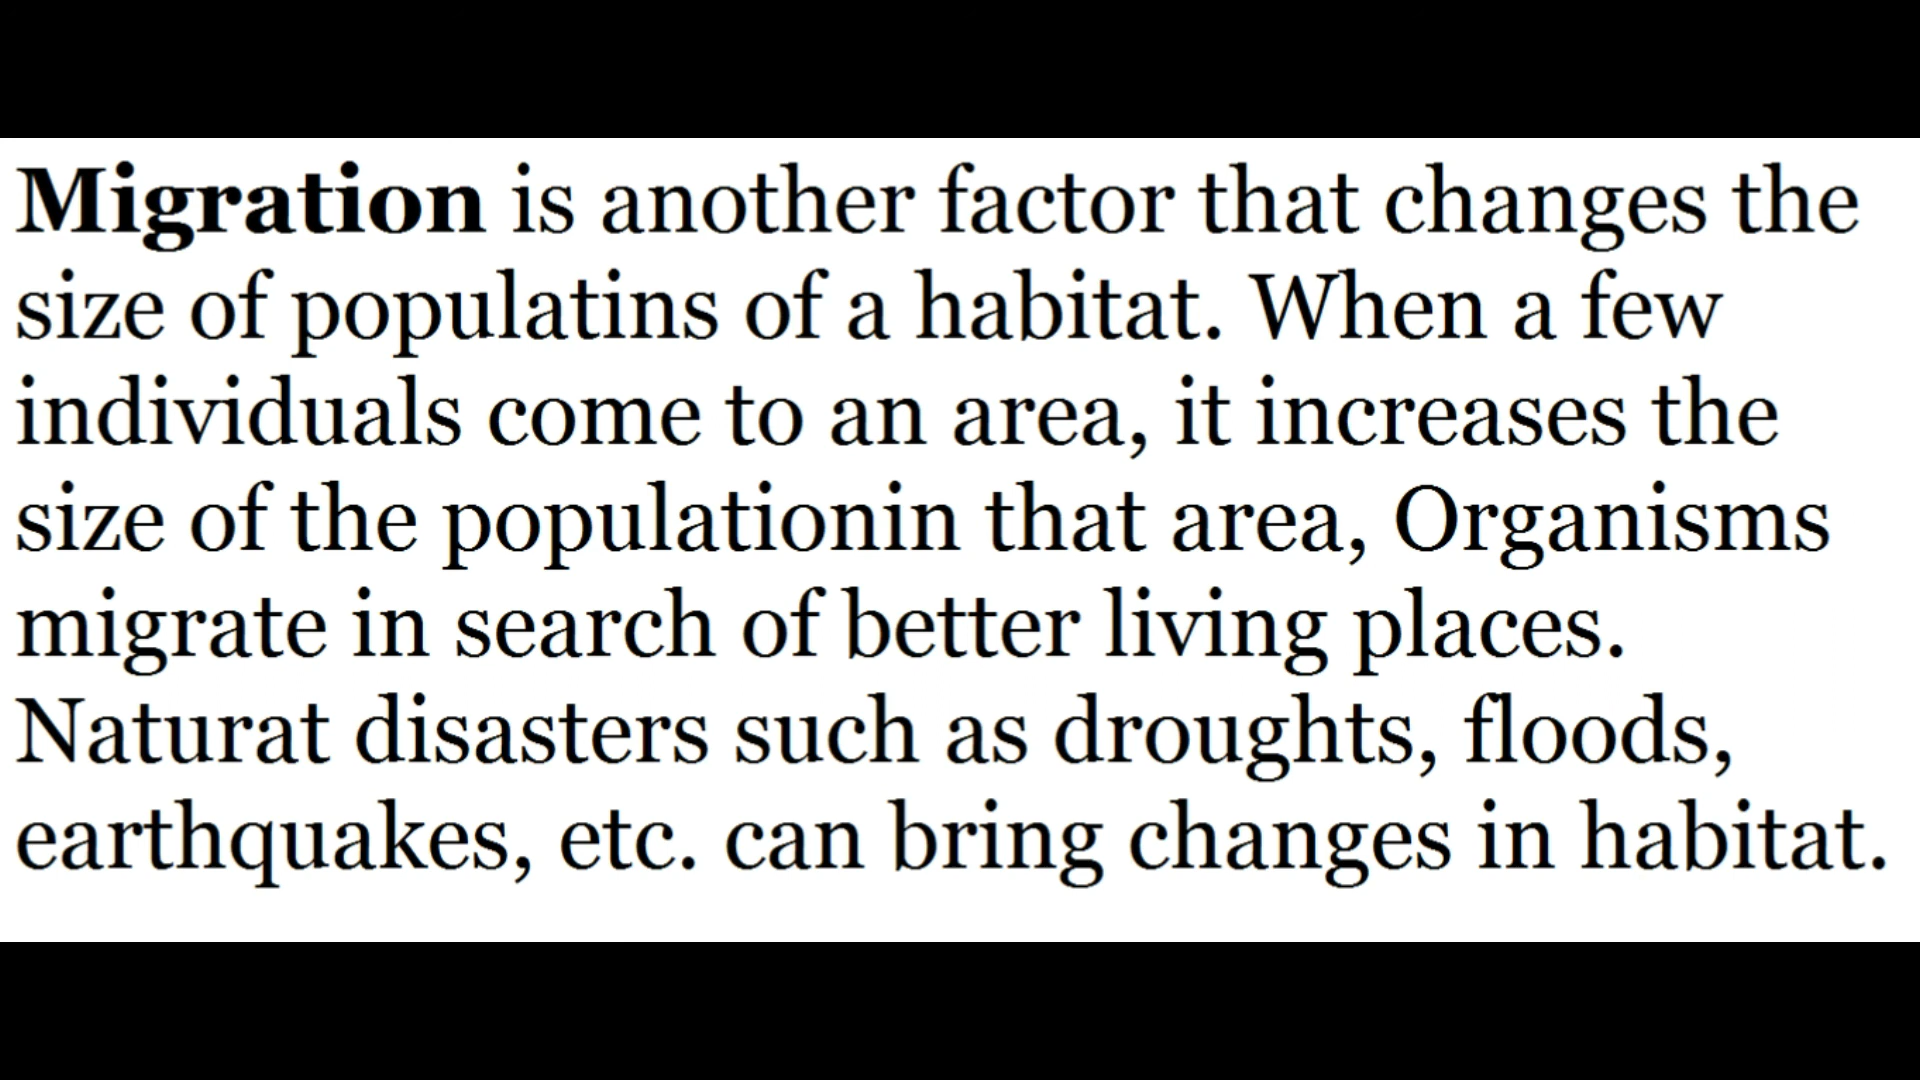 Migration is another factor that changes the
size of populatins of a habitat. When a few
individuals come to an area, it increases the
size of the populationin that area, Organisms
migrate in search of better living places.
Naturat disasters such as droughts, floods,
earthquakes, etc. can bring changes in habitat.